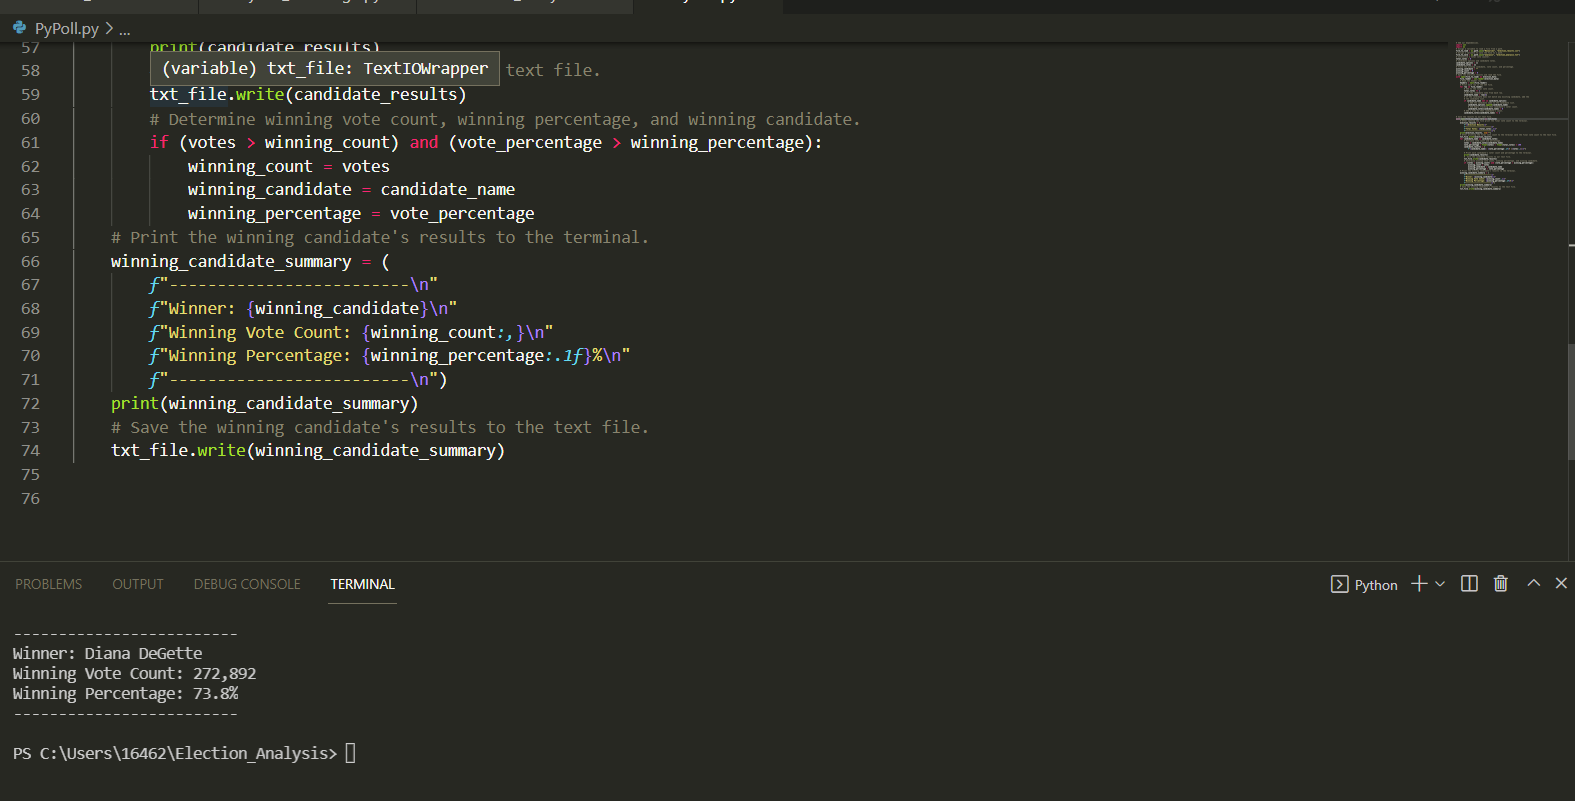 PyPoll.py > ...
57 print(candidate_results)
58 (variable) txt_file: TextIOWrapper text file.
59 txt_file.write(candidate_results)
60 # Determine winning vote count, winning percentage, and winning candidate.
61 if (votes > winning_count) and (vote_percentage > winning_percentage):
62 winning_count = votes
63 winning_candidate = candidate_name
64 winning_percentage = vote_percentage
65 # Print the winning candidate's results to the terminal.
66 winning_candidate_summary = (
67 f"-------------------------\n"
68 f"Winner: {winning_candidate}\n"
69 f"Winning Vote Count: {winning_count:,}\n"
70 f"Winning Percentage: {winning_percentage:.1f}%\n"
71 f"-------------------------\n")
72 print(winning_candidate_summary)
73 # Save the winning candidate's results to the text file.
74 txt_file.write(winning_candidate_summary)
75
76
PROBLEMS OUTPUT DEBUG CONSOLE TERMINAL Python
-------------------------
Winner: Diana DeGette
Winning Vote Count: 272,892
Winning Percentage: 73.8%
-------------------------
PS C:\Users\16462\Election_Analysis>